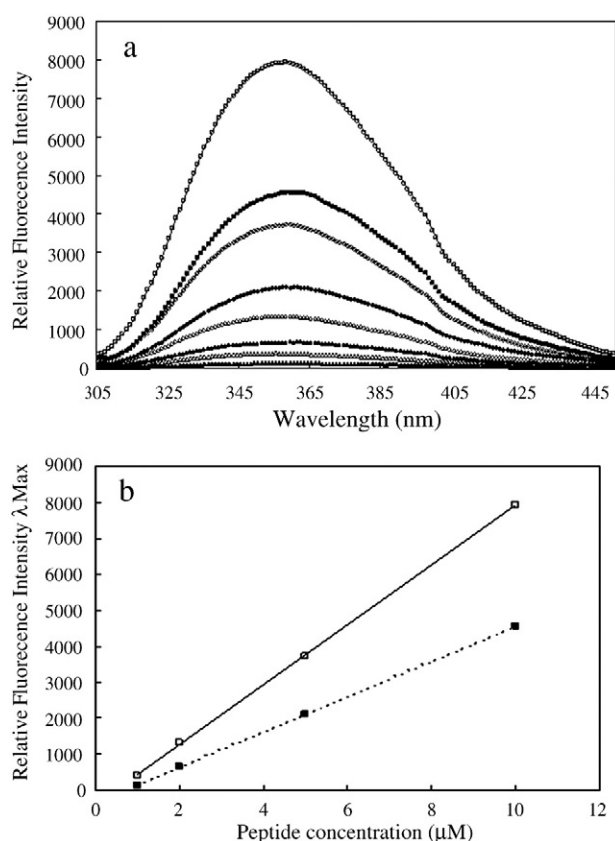 a
9000
8000
7000
6000
5000
4000
3000
2000
1000
0
Relative Fluorecence Intensity
305 325 345 365 385 405 425 445
Wavelength (nm)
b
9000
8000
7000
6000
5000
4000
3000
2000
1000
0
Relative Fluorecence Intensity λMax
0 2 4 6 8 10 12
Peptide concentration (μM)